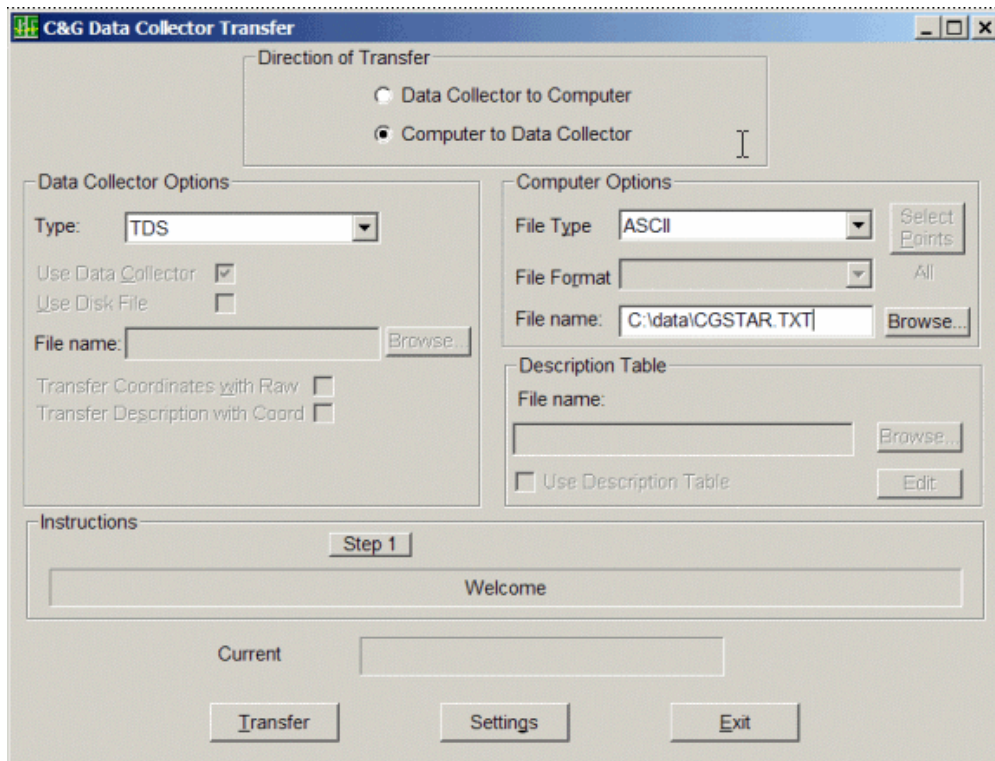 C&G Data Collector Transfer
Direction of Transfer
Data Collector to Computer
Computer to Data Collector
Data Collector Options
Type: TDS
Use Data Collector
Use Disk File
File name: Browse...
Transfer Coordinates with Raw
Transfer Description with Coord
Computer Options
File Type ASCII
Select Points
File Format All
File name: C:\data\CGSTAR.TXT Browse...
Description Table
File name:
Browse...
Use Description Table Edit
Instructions
Step 1
Welcome
Current
Transfer Settings Exit